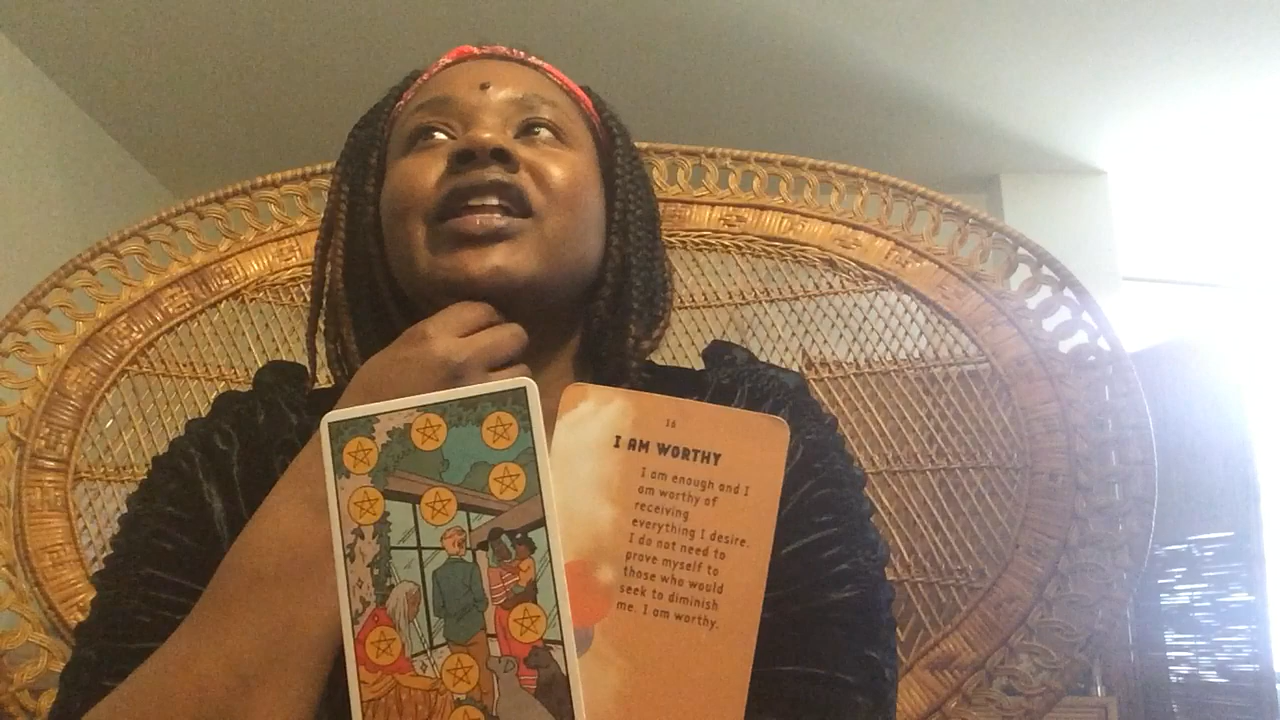 16
I AM WORTHY
I am enough and I
am worthy of
receiving
everything I desire.
I do not need to
prove myself to
those who would
seek to diminish
me. I am worthy.